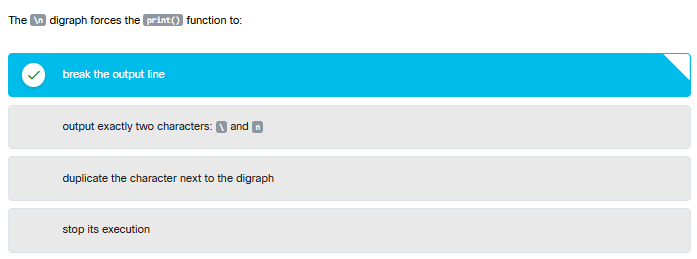 The \n digraph forces the print() function to:
break the output line
output exactly two characters: \ and n
duplicate the character next to the digraph
stop its execution